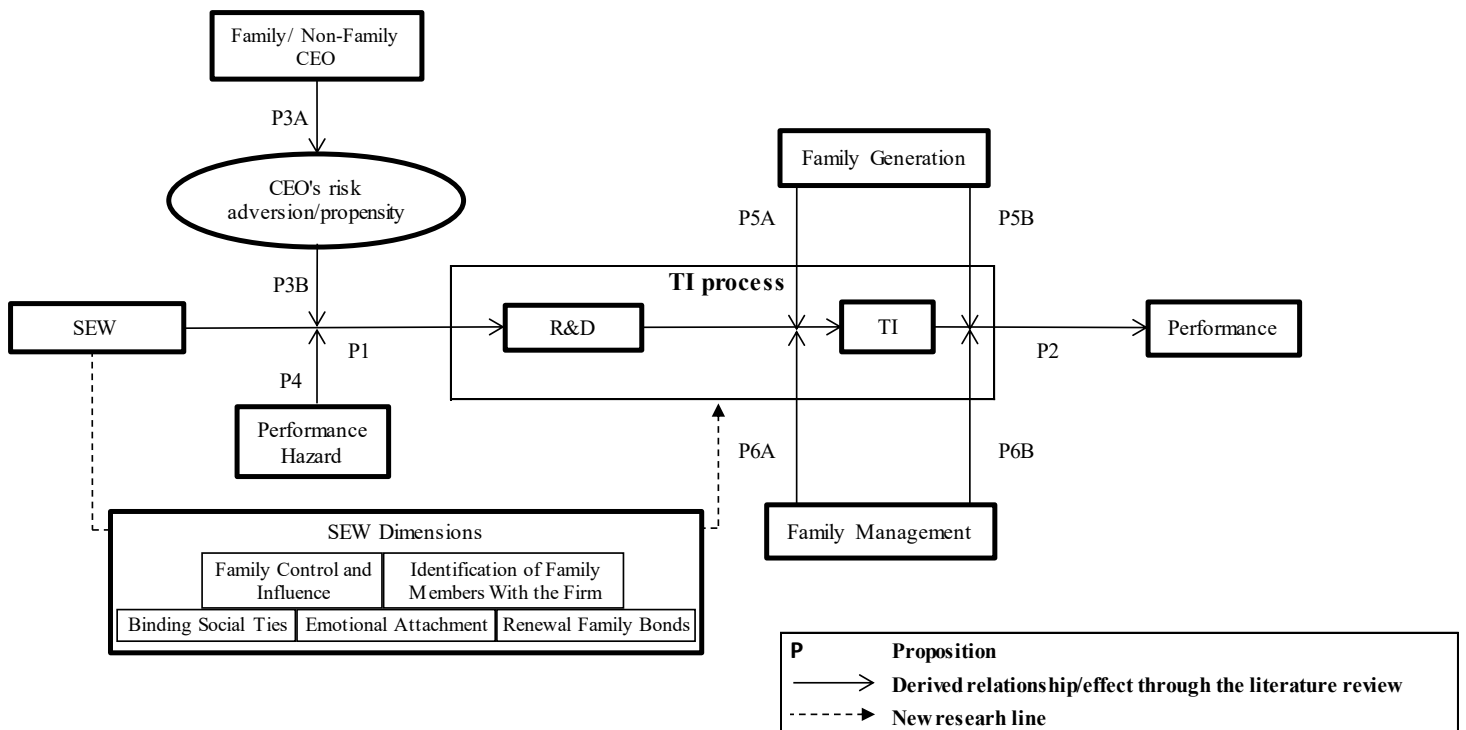 Family/ Non-Family
CEO
P3A
CEO's risk
adversion/propensity
P3B
SEW
P1
P4
Performance
Hazard
TI process
R&D
TI
Family Generation
P5A
P5B
P2
Performance
P6A
P6B
Family Management
SEW Dimensions
Family Control and
Influence
Identification of Family
Members With the Firm
Binding Social Ties
Emotional Attachment
Renewal Family Bonds
P Proposition
Derived relationship/effect through the literature review
New researh line